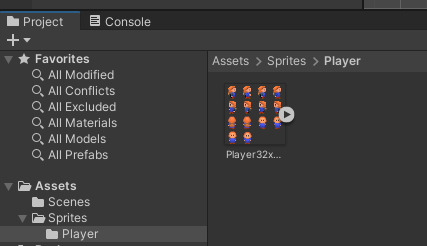 Project
Console
Favorites
All Modified
All Conflicts
All Excluded
All Materials
All Models
All Prefabs
Assets
Scenes
Sprites
Player
Assets > Sprites > Player
Player32x...